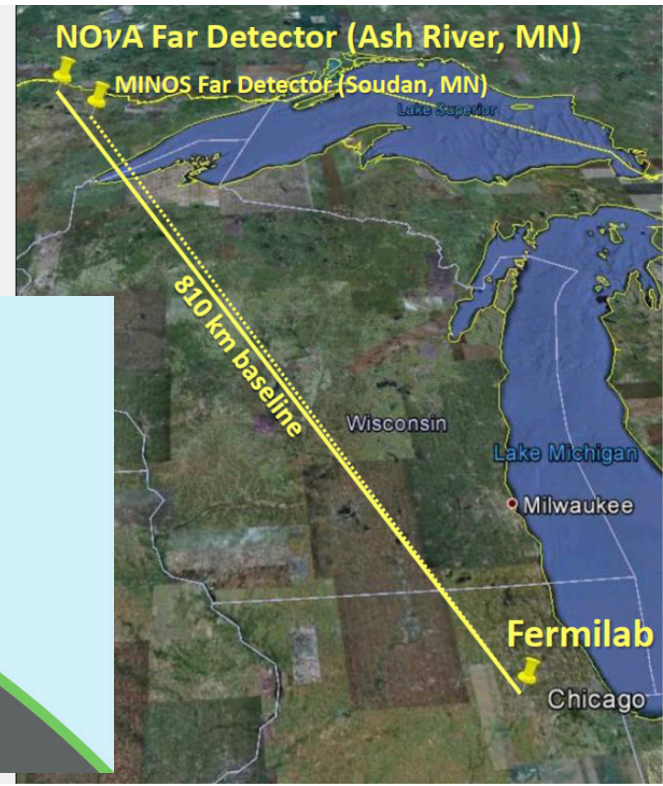 NOνA Far Detector (Ash River, MN)
MINOS Far Detector (Soudan, MN)
Lake Superior
810 km baseline
Wisconsin
Lake Michigan
Milwaukee
Fermilab
Chicago